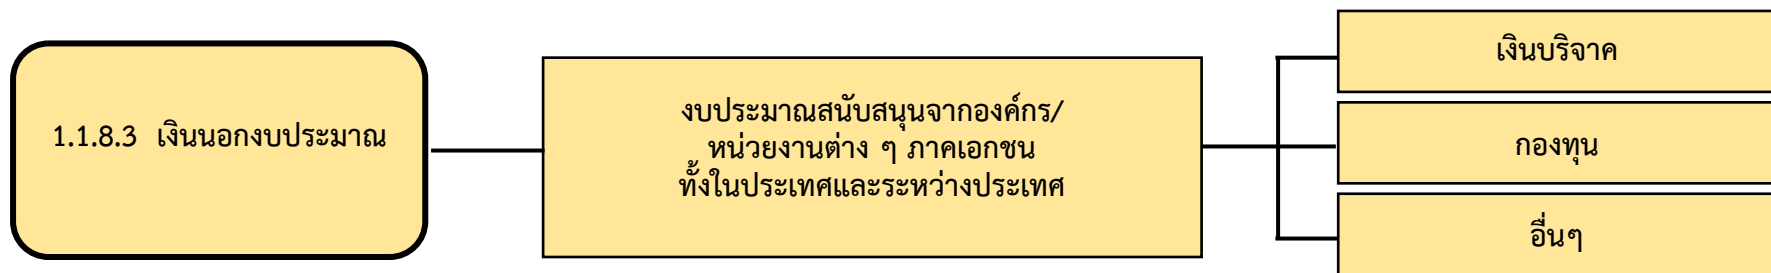 1.1.8.3 เงินนอกงบประมาณ
งบประมาณสนับสนุนจากองค์กร/
หน่วยงานต่าง ๆ ภาคเอกชน
ทั้งในประเทศและระหว่างประเทศ
เงินบริจาค
กองทุน
อื่นๆ